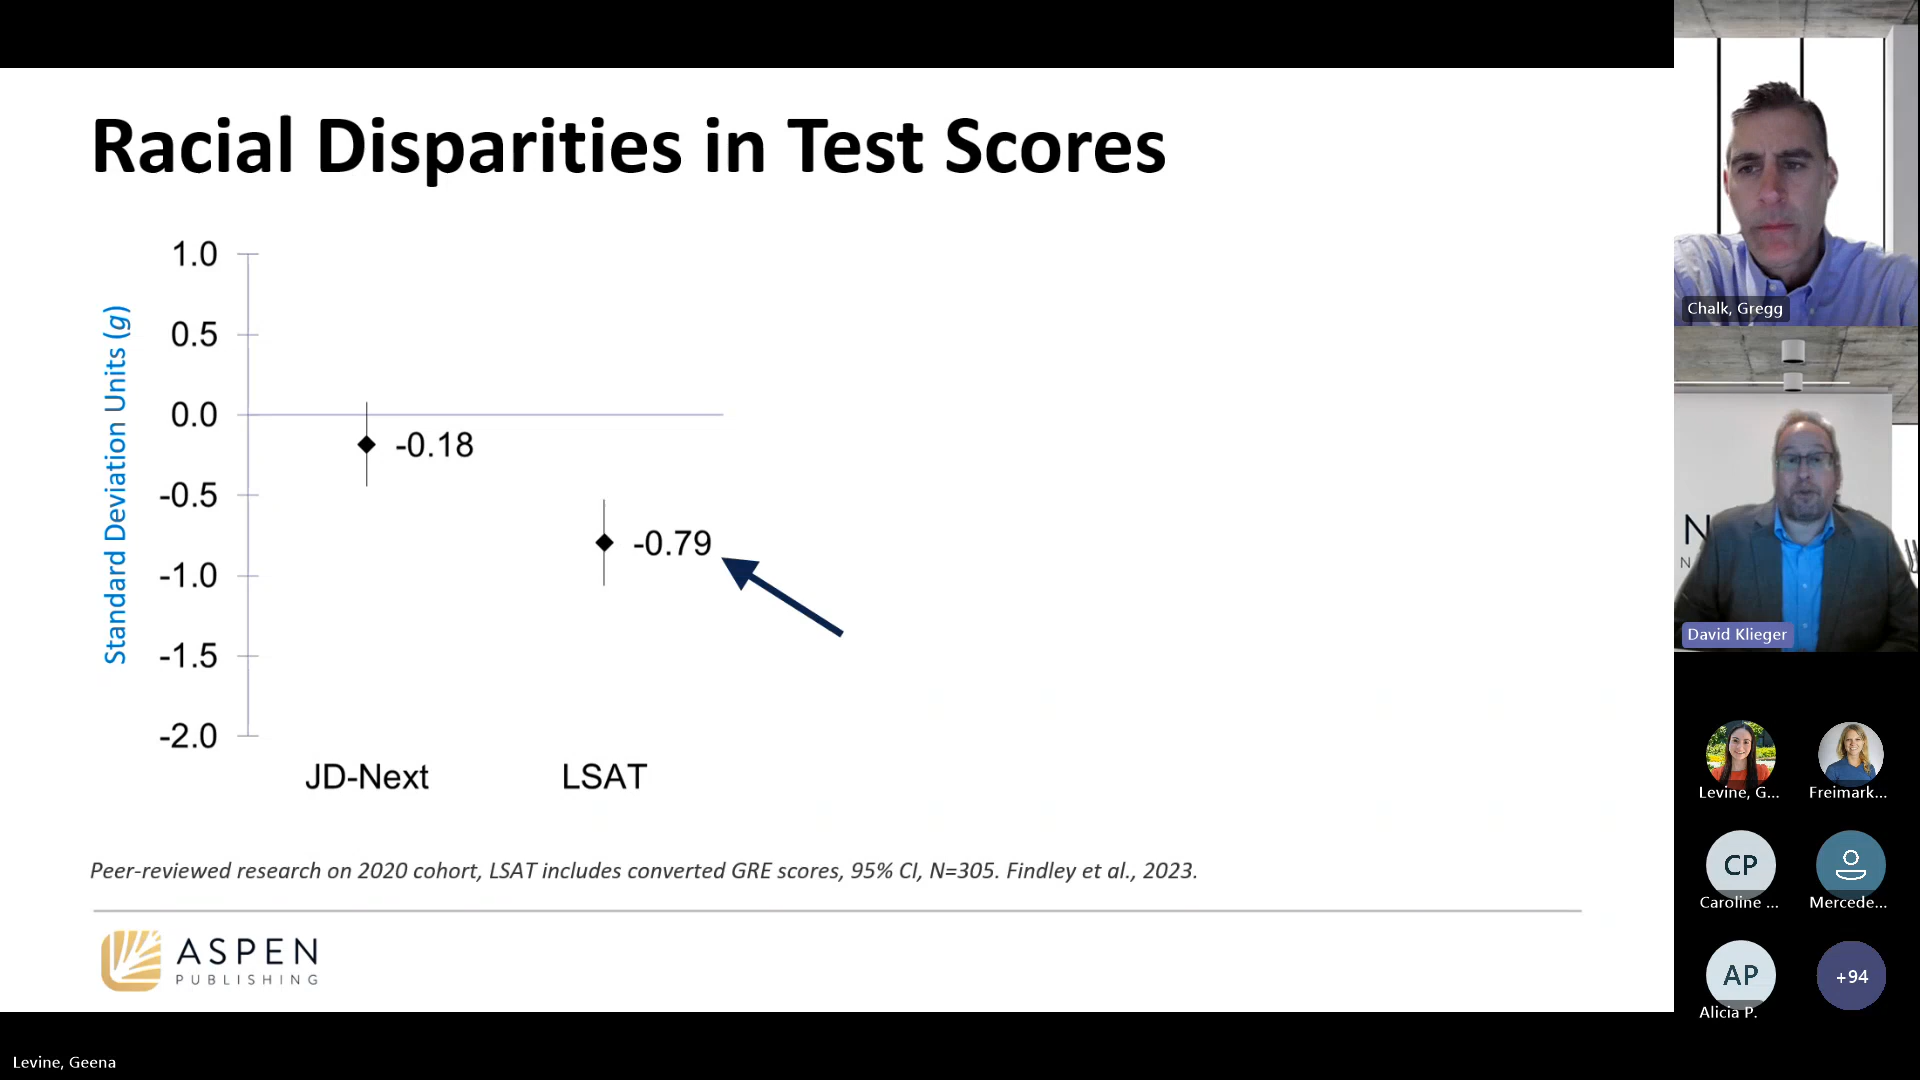 Racial Disparities in Test Scores
Standard Deviation Units (g)
1.0
0.5
0.0
-0.5
-1.0
-1.5
-2.0
-0.18
-0.79
JD-Next
LSAT
Peer-reviewed research on 2020 cohort, LSAT includes converted GRE scores, 95% CI, N=305. Findley et al., 2023.
ASPEN
PUBLISHING
Chalk, Gregg
N
N
David Klieger
Levine, G...
Freimark...
CP
Caroline ...
Mercede...
AP
Alicia P.
+94
Levine, Geena